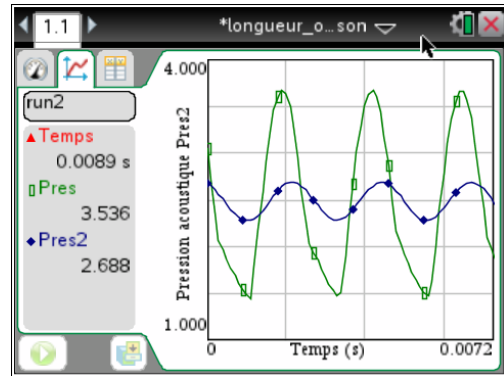 1.1
*longueur_o...son
run2
Temps
0.0089 s
Pres
3.536
Pres2
2.688
4.000
Pression acoustique Pres2
1.000
0
Temps (s)
0.0072